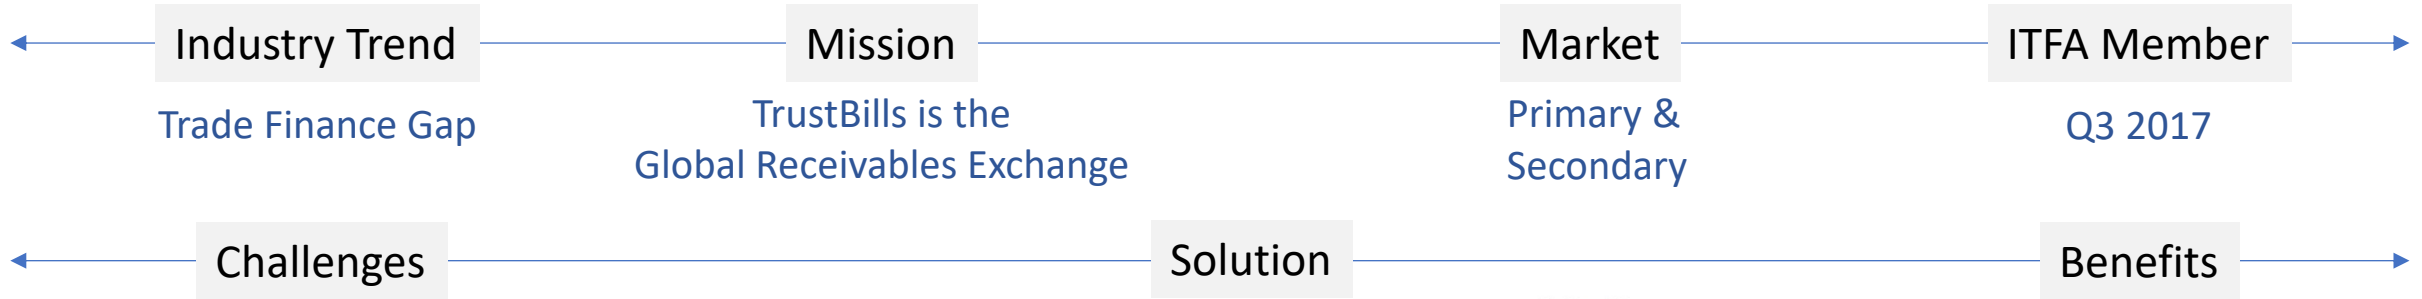 Industry Trend
Mission
Market
ITFA Member
Trade Finance Gap
TrustBills is the
Global Receivables Exchange
Primary &
Secondary
Q3 2017
Challenges
Solution
Benefits